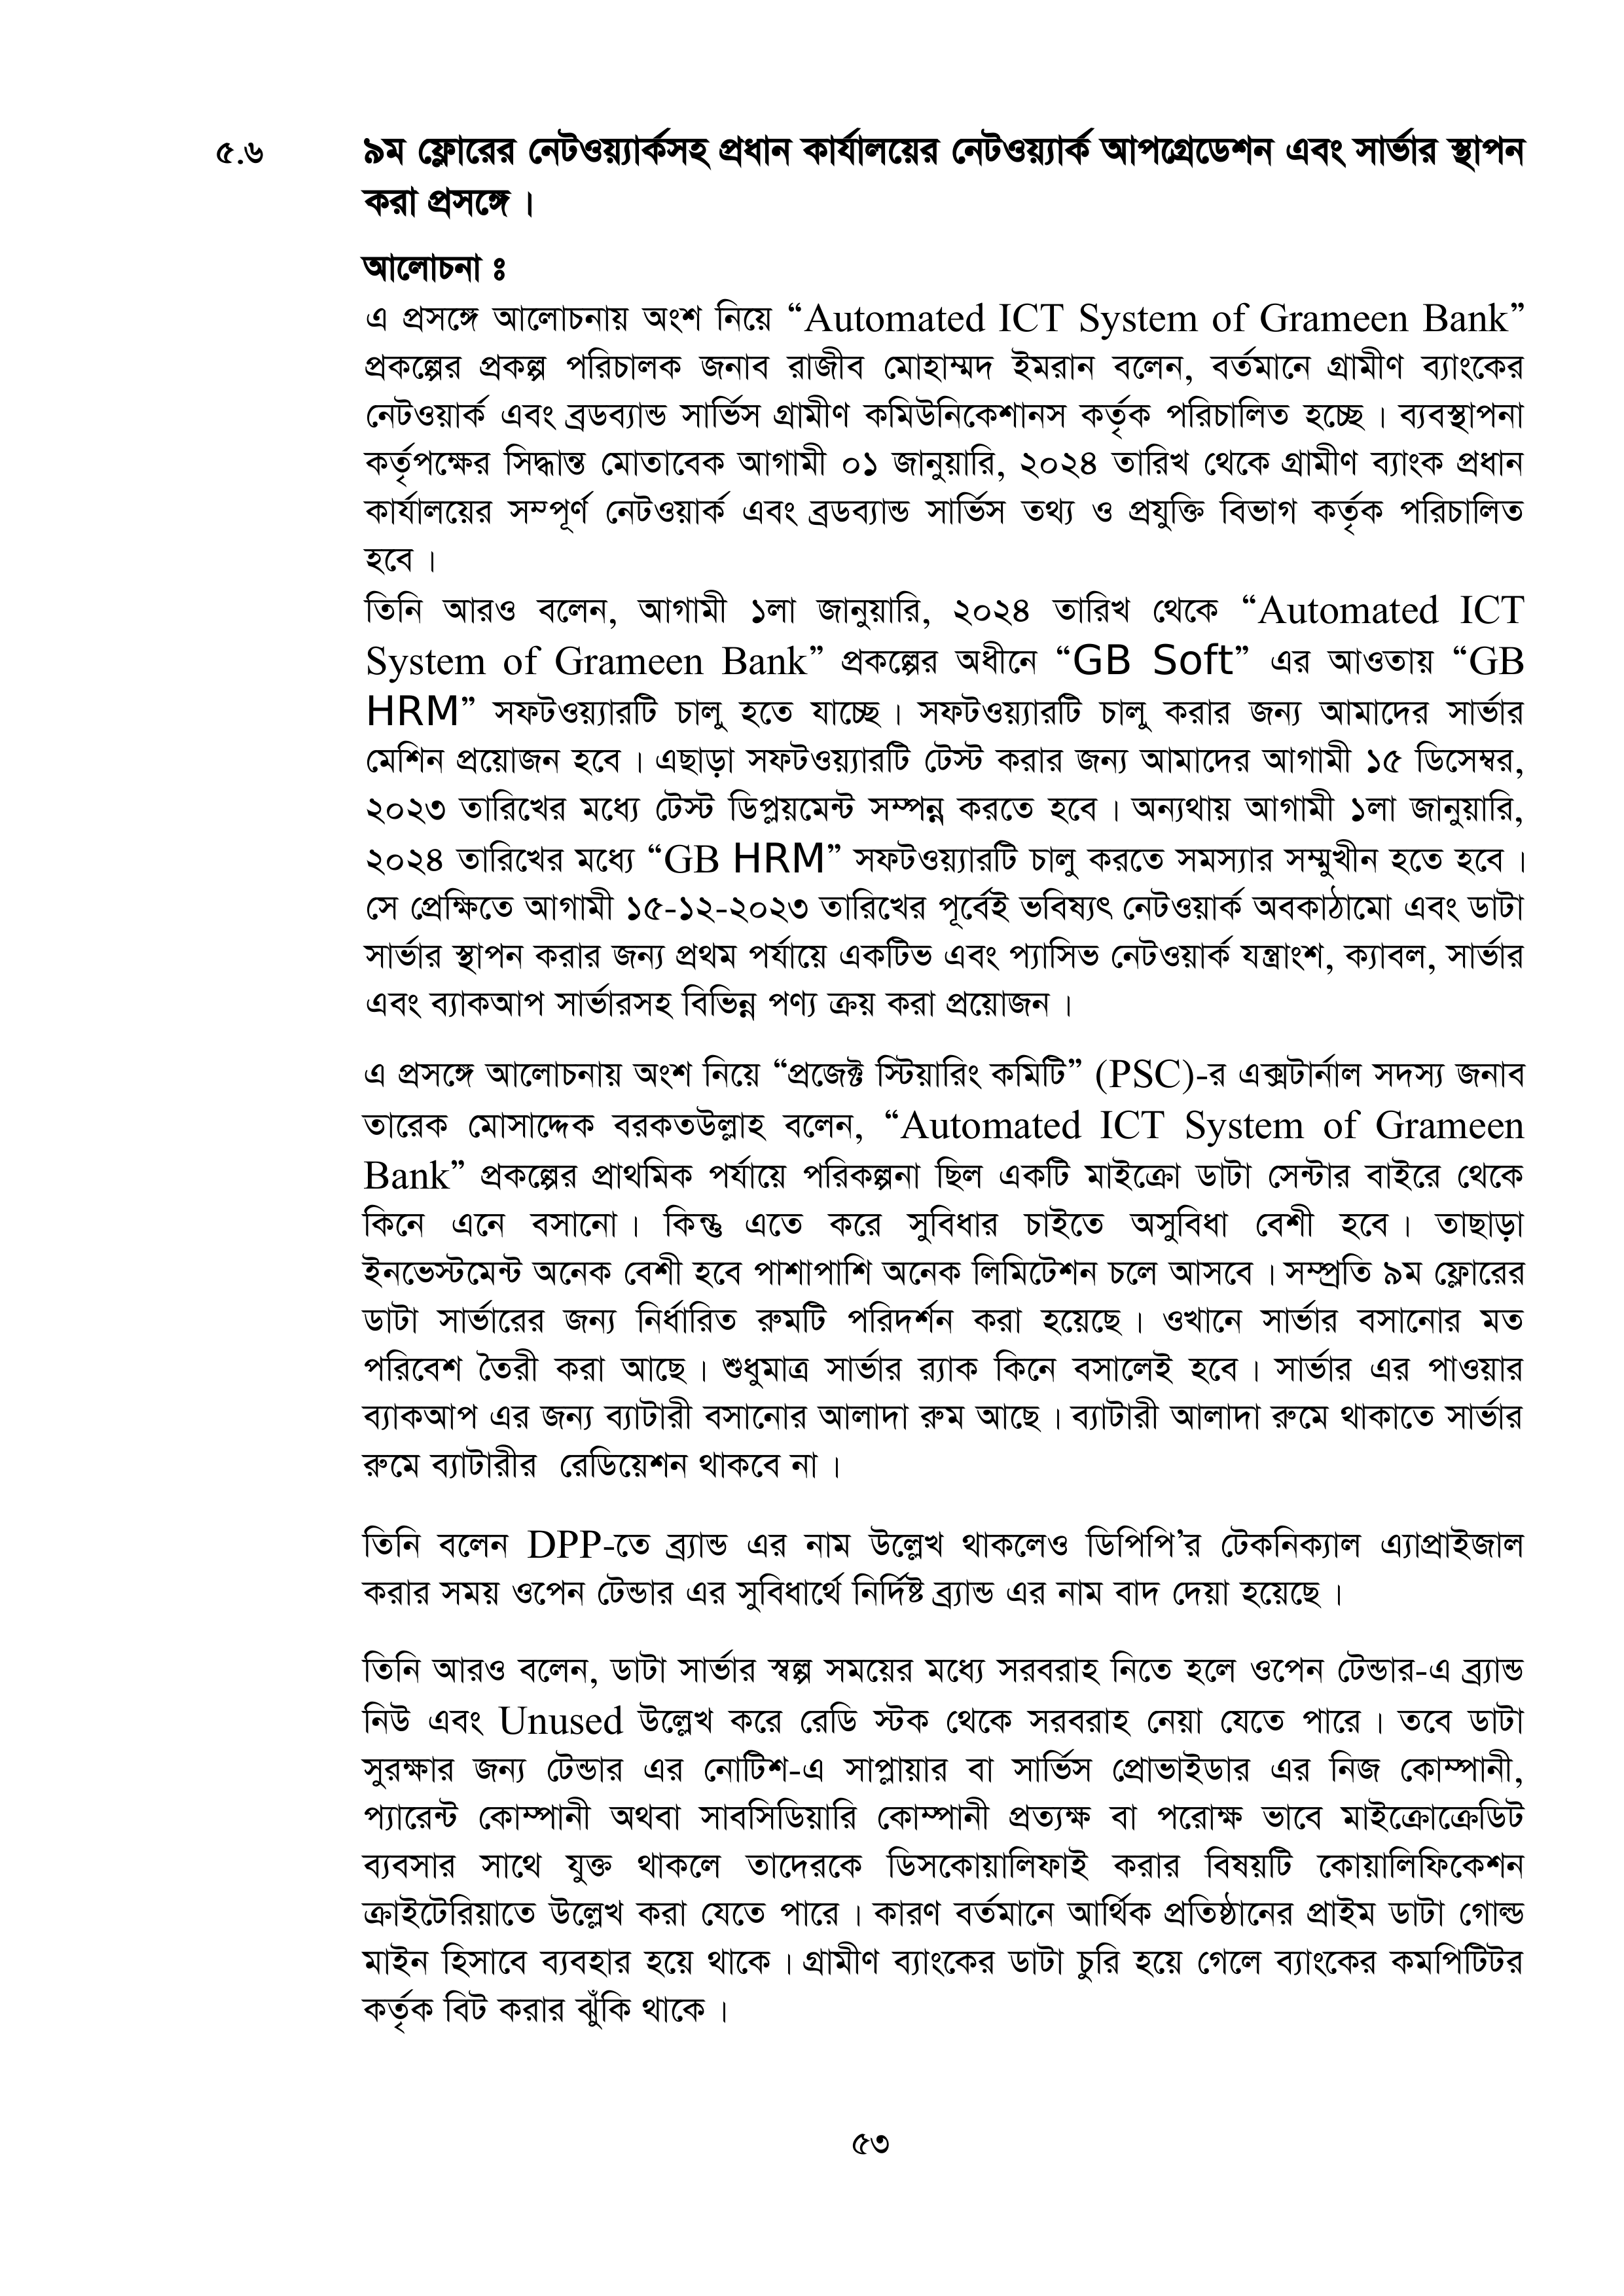 ৫.৬ ৯ম ফ্লোরের নেটওয়্যার্কসহ প্রধান কার্যালয়ের নেটওয়্যার্ক আপগ্রেডেশন এবং সার্ভার স্থাপন
করা প্রসঙ্গে ।
আলোচনা ঃ
এ প্রসঙ্গে আলোচনায় অংশ নিয়ে “Automated ICT System of Grameen Bank”
প্রকল্পের প্রকল্প পরিচালক জনাব রাজীব মোহাম্মদ ইমরান বলেন, বর্তমানে গ্রামীণ ব্যাংকের
নেটওয়ার্ক এবং ব্রডব্যান্ড সার্ভিস গ্রামীণ কমিউনিকেশানস কর্তৃক পরিচালিত হচ্ছে । ব্যবস্থাপনা
কর্তৃপক্ষের সিদ্ধান্ত মোতাবেক আগামী ০১ জানুয়ারি, ২০২৪ তারিখ থেকে গ্রামীণ ব্যাংক প্রধান
কার্যালয়ের সম্পূর্ণ নেটওয়ার্ক এবং ব্রডব্যান্ড সার্ভিস তথ্য ও প্রযুক্তি বিভাগ কর্তৃক পরিচালিত
হবে ।
তিনি আরও বলেন, আগামী ১লা জানুয়ারি, ২০২৪ তারিখ থেকে “Automated ICT
System of Grameen Bank” প্রকল্পের অধীনে “GB Soft” এর আওতায় “GB
HRM” সফটওয়্যারটি চালু হতে যাচ্ছে । সফটওয়্যারটি চালু করার জন্য আমাদের সার্ভার
মেশিন প্রয়োজন হবে । এছাড়া সফটওয়্যারটি টেস্ট করার জন্য আমাদের আগামী ১৫ ডিসেম্বর,
২০২৩ তারিখের মধ্যে টেস্ট ডিপ্লয়মেন্ট সম্পন্ন করতে হবে । অন্যথায় আগামী ১লা জানুয়ারি,
২০২৪ তারিখের মধ্যে “GB HRM” সফটওয়্যারটি চালু করতে সমস্যার সম্মুখীন হতে হবে ।
সে প্রেক্ষিতে আগামী ১৫-১২-২০২৩ তারিখের পূর্বেই ভবিষ্যৎ নেটওয়ার্ক অবকাঠামো এবং ডাটা
সার্ভার স্থাপন করার জন্য প্রথম পর্যায়ে একটিভ এবং প্যাসিভ নেটওয়ার্ক যন্ত্রাংশ, ক্যাবল, সার্ভার
এবং ব্যাকআপ সার্ভারসহ বিভিন্ন পণ্য ক্রয় করা প্রয়োজন ।
এ প্রসঙ্গে আলোচনায় অংশ নিয়ে “প্রজেক্ট স্টিয়ারিং কমিটি” (PSC)-র এক্সটার্নাল সদস্য জনাব
তারেক মোসাদ্দেক বরকতউল্লাহ বলেন, “Automated ICT System of Grameen
Bank” প্রকল্পের প্রাথমিক পর্যায়ে পরিকল্পনা ছিল একটি মাইক্রো ডাটা সেন্টার বাইরে থেকে
কিনে এনে বসানো । কিন্তু এতে করে সুবিধার চাইতে অসুবিধা বেশী হবে । তাছাড়া
ইনভেস্টমেন্ট অনেক বেশী হবে পাশাপাশি অনেক লিমিটেশন চলে আসবে । সম্প্রতি ৯ম ফ্লোরের
ডাটা সার্ভারের জন্য নির্ধারিত রুমটি পরিদর্শন করা হয়েছে । ওখানে সার্ভার বসানোর মত
পরিবেশ তৈরী করা আছে । শুধুমাত্র সার্ভার র‍্যাক কিনে বসালেই হবে । সার্ভার এর পাওয়ার
ব্যাকআপ এর জন্য ব্যাটারী বসানোর আলাদা রুম আছে । ব্যাটারী আলাদা রুমে থাকাতে সার্ভার
রুমে ব্যাটারীর রেডিয়েশন থাকবে না ।
তিনি বলেন DPP-তে ব্র্যান্ড এর নাম উল্লেখ থাকলেও ডিপিপি’র টেকনিক্যাল এ্যাপ্রাইজাল
করার সময় ওপেন টেন্ডার এর সুবিধার্থে নির্দিষ্ট ব্র্যান্ড এর নাম বাদ দেয়া হয়েছে ।
তিনি আরও বলেন, ডাটা সার্ভার স্বল্প সময়ের মধ্যে সরবরাহ নিতে হলে ওপেন টেন্ডার-এ ব্র্যান্ড
নিউ এবং Unused উল্লেখ করে রেডি স্টক থেকে সরবরাহ নেয়া যেতে পারে । তবে ডাটা
সুরক্ষার জন্য টেন্ডার এর নোটিশ-এ সাপ্লায়ার বা সার্ভিস প্রোভাইডার এর নিজ কোম্পানী,
প্যারেন্ট কোম্পানী অথবা সাবসিডিয়ারি কোম্পানী প্রত্যক্ষ বা পরোক্ষ ভাবে মাইক্রোক্রেডিট
ব্যবসার সাথে যুক্ত থাকলে তাদেরকে ডিসকোয়ালিফাই করার বিষয়টি কোয়ালিফিকেশন
ক্রাইটেরিয়াতে উল্লেখ করা যেতে পারে । কারণ বর্তমানে আর্থিক প্রতিষ্ঠানের প্রাইম ডাটা গোল্ড
মাইন হিসাবে ব্যবহার হয়ে থাকে । গ্রামীণ ব্যাংকের ডাটা চুরি হয়ে গেলে ব্যাংকের কমপিটিটর
কর্তৃক বিট করার ঝুঁকি থাকে ।
৫৩